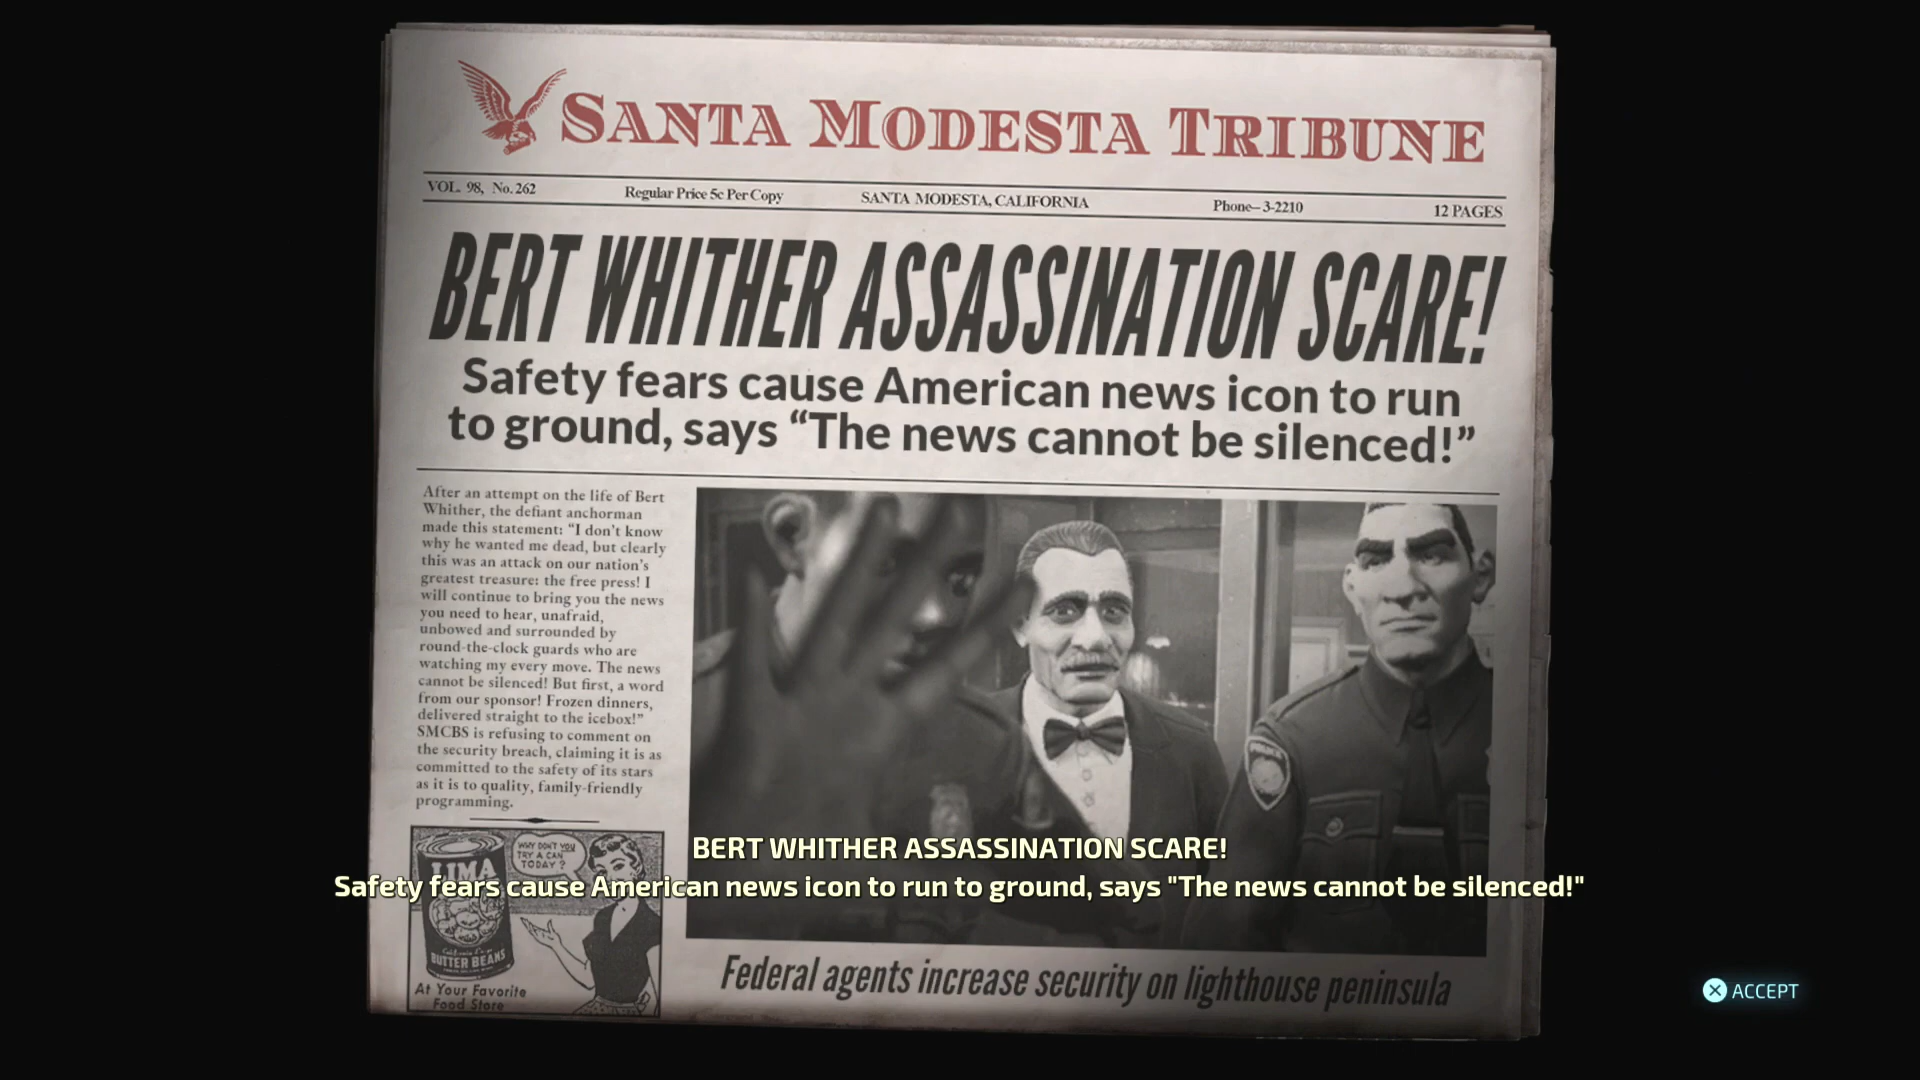 SANTA MODESTA TRIBUNE
VOL. 98, No. 262 Regular Price 5c Per Copy SANTA MODESTA, CALIFORNIA Phone–3-2210 12 PAGES
BERT WHITHER ASSASSINATION SCARE!
Safety fears cause American news icon to run
to ground, says “The news cannot be silenced!”
After an attempt on the life of Bert
Whither, the defiant anchorman
made this statement: “I don’t know
why he wanted me dead, but clearly
this was an attack on our nation’s
greatest treasure: the free press! I
will continue to bring you the news
you need to hear, unafraid,
unbowed and surrounded by
round-the-clock guards who are
watching my every move. The news
cannot be silenced! But first, a word
from our sponsor! Frozen dinners,
delivered straight to the icebox!”
SMCBS is refusing to comment on
the security breach, claiming it is as
committed to the safety of its stars
as it is to quality, family-friendly
programming.
WHY DON'T YOU
TRY A CAN
TODAY?
LIMA
BUTTER BEANS
At Your Favorite
Food Store
POLICE
BERT WHITHER ASSASSINATION SCARE!
Safety fears cause American news icon to run to ground, says "The news cannot be silenced!"
Federal agents increase security on lighthouse peninsula
ACCEPT